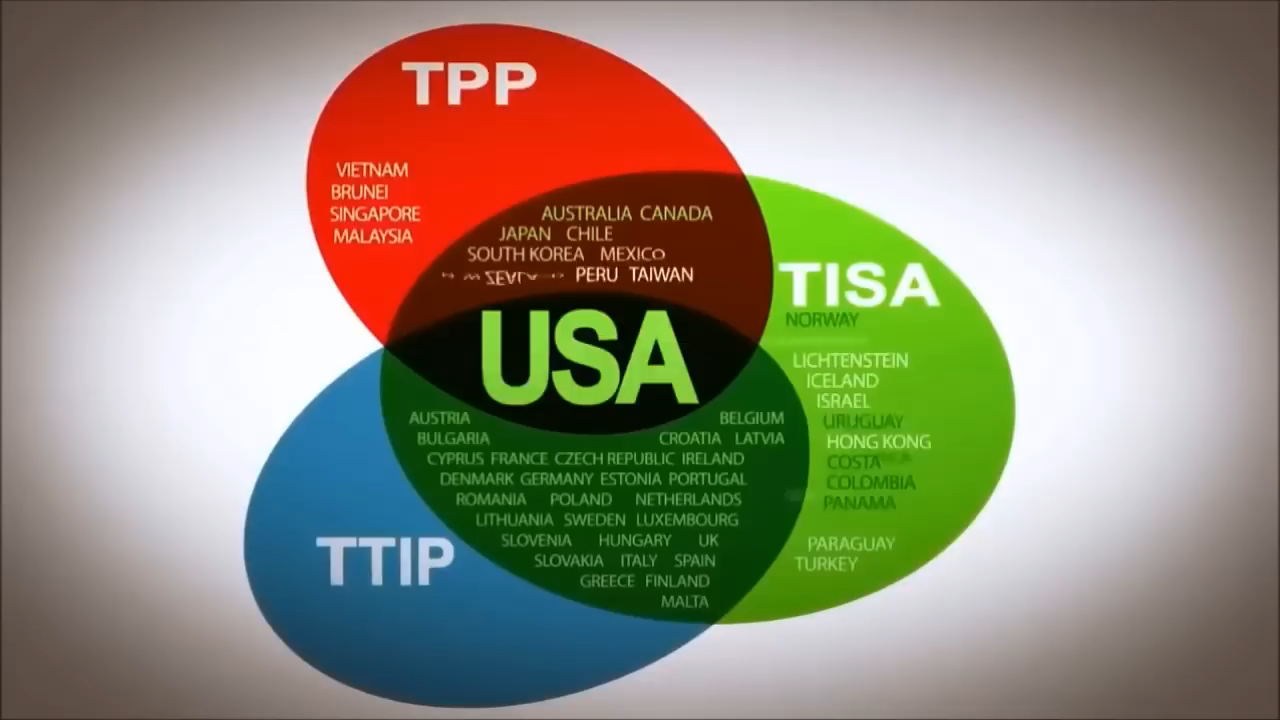 TPP
VIETNAM
BRUNEI
SINGAPORE
MALAYSIA
AUSTRALIA CANADA
JAPAN CHILE
SOUTH KOREA MEXICO
PERU TAIWAN
TISA
NORWAY
LICHTENSTEIN
ICELAND
ISRAEL
URUGUAY
HONG KONG
COSTA
COLOMBIA
PANAMA
PARAGUAY
TURKEY
USA
AUSTRIA BELGIUM
BULGARIA CROATIA LATVIA
CYPRUS FRANCE CZECH REPUBLIC IRELAND
DENMARK GERMANY ESTONIA PORTUGAL
ROMANIA POLAND NETHERLANDS
LITHUANIA SWEDEN LUXEMBOURG
SLOVENIA HUNGARY UK
SLOVAKIA ITALY SPAIN
GREECE FINLAND
MALTA
TTIP